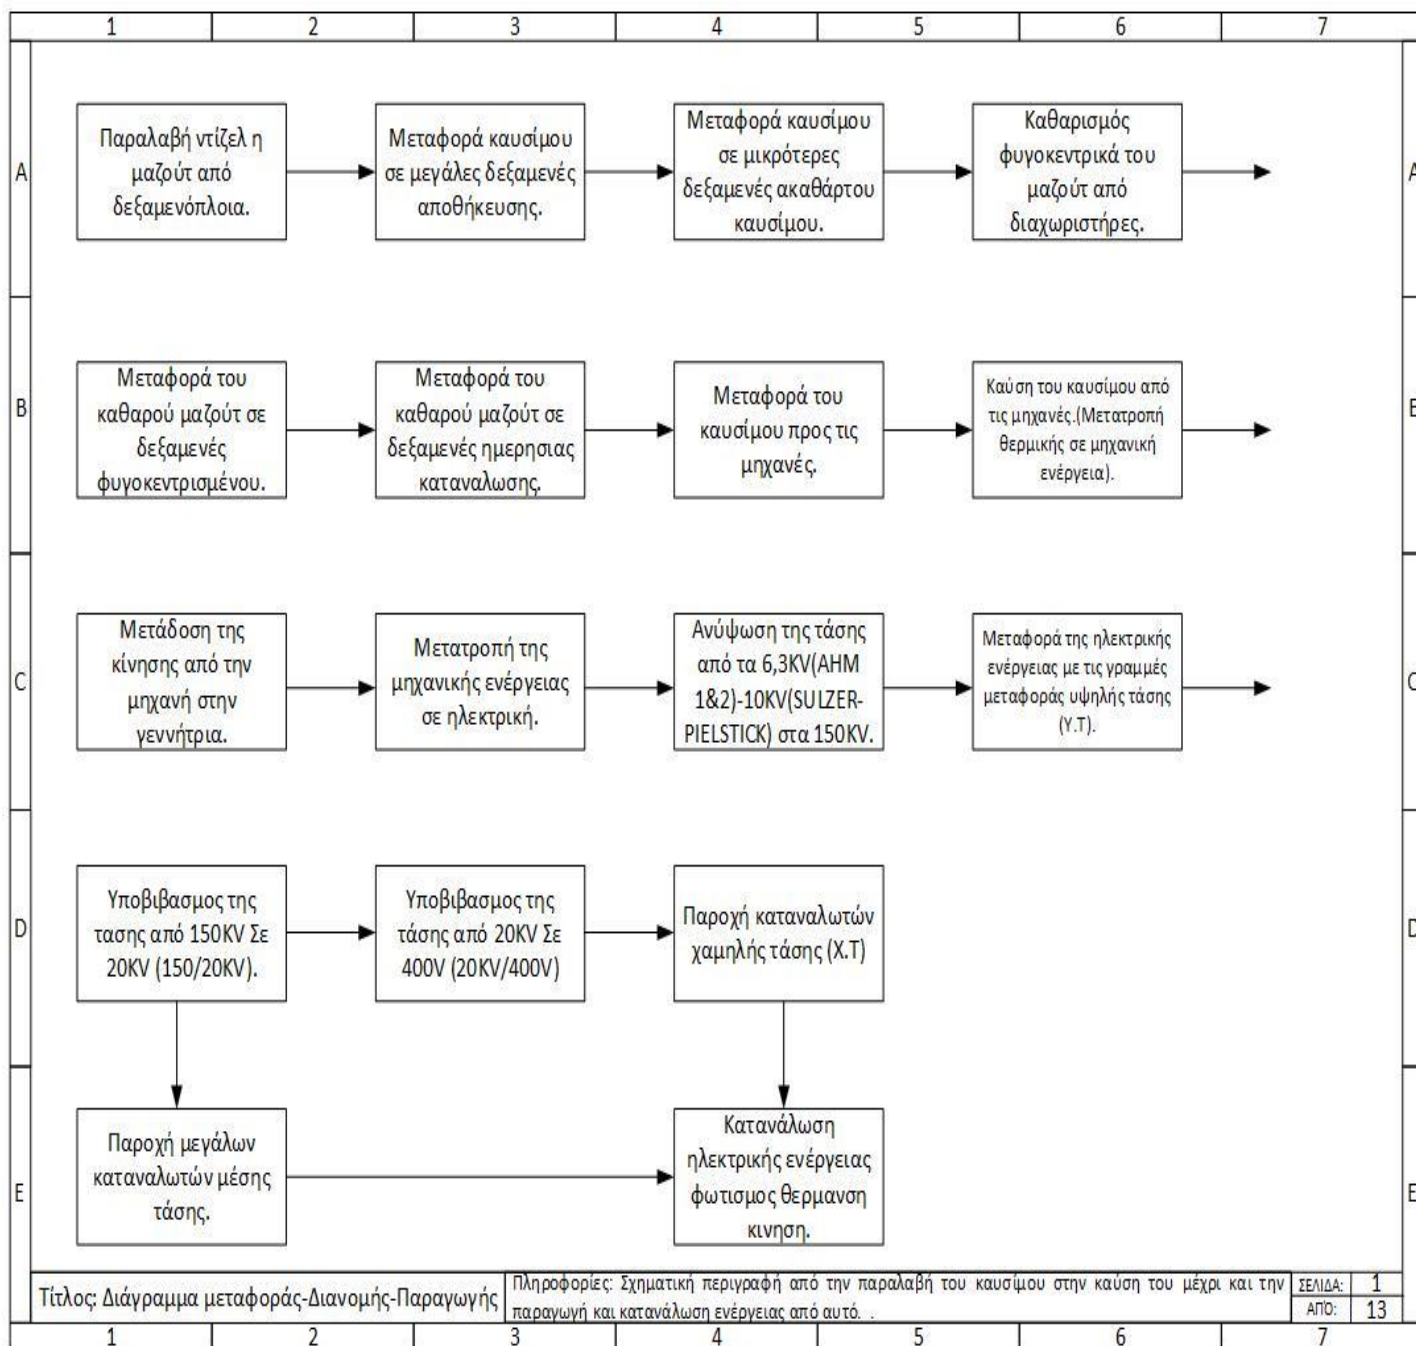 1 2 3 4 5 6 7
A
Παραλαβή ντίζελ η
μαζούτ από
δεξαμενόπλοια.
Μεταφορά καυσίμου
σε μεγάλες δεξαμενές
αποθήκευσης.
Μεταφορά καυσίμου
σε μικρότερες
δεξαμενές ακαθάρτου
καυσίμου.
Καθαρισμός
φυγοκεντρικά του
μαζούτ από
διαχωριστήρες.
A
B
Μεταφορά του
καθαρού μαζούτ σε
δεξαμενές
φυγοκεντρισμένου.
Μεταφορά του
καθαρού μαζούτ σε
δεξαμενές ημερησιας
καταναλωσης.
Μεταφορά του
καυσίμου προς τις
μηχανές.
Καύση του καυσίμου από
τις μηχανές.(Μετατροπή
θερμικής σε μηχανική
ενέργεια).
B
C
Μετάδοση της
κίνησης από την
μηχανή στην
γεννήτρια.
Μετατροπή της
μηχανικής ενέργειας
σε ηλεκτρική.
Ανύψωση της τάσης
από τα 6,3KV(ΑΗΜ
1&2)-10KV(SULZER-
PIELSTICK) στα 150KV.
Μεταφορά της ηλεκτρικής
ενέργειας με τις γραμμές
μεταφοράς υψηλής τάσης
(Υ.Τ).
C
D
Υποβιβασμος της
τασης από 150KV Σε
20KV (150/20KV).
Υποβιβασμος της
τάσης από 20KV Σε
400V (20KV/400V)
Παροχή καταναλωτών
χαμηλής τάσης (Χ.Τ)
D
E
Παροχή μεγάλων
καταναλωτών μέσης
τάσης.
Κατανάλωση
ηλεκτρικής ενέργειας
φωτισμος θερμανση
κινηση.
E
Τίτλος: Διάγραμμα μεταφοράς-Διανομής-Παραγωγής
Πληροφορίες: Σχηματική περιγραφή από την παραλαβή του καυσίμου στην καύση του μέχρι και την
παραγωγή και κατανάλωση ενέργειας από αυτό. .
ΣΕΛΙΔΑ: 1
ΑΠΌ: 13
1 2 3 4 5 6 7